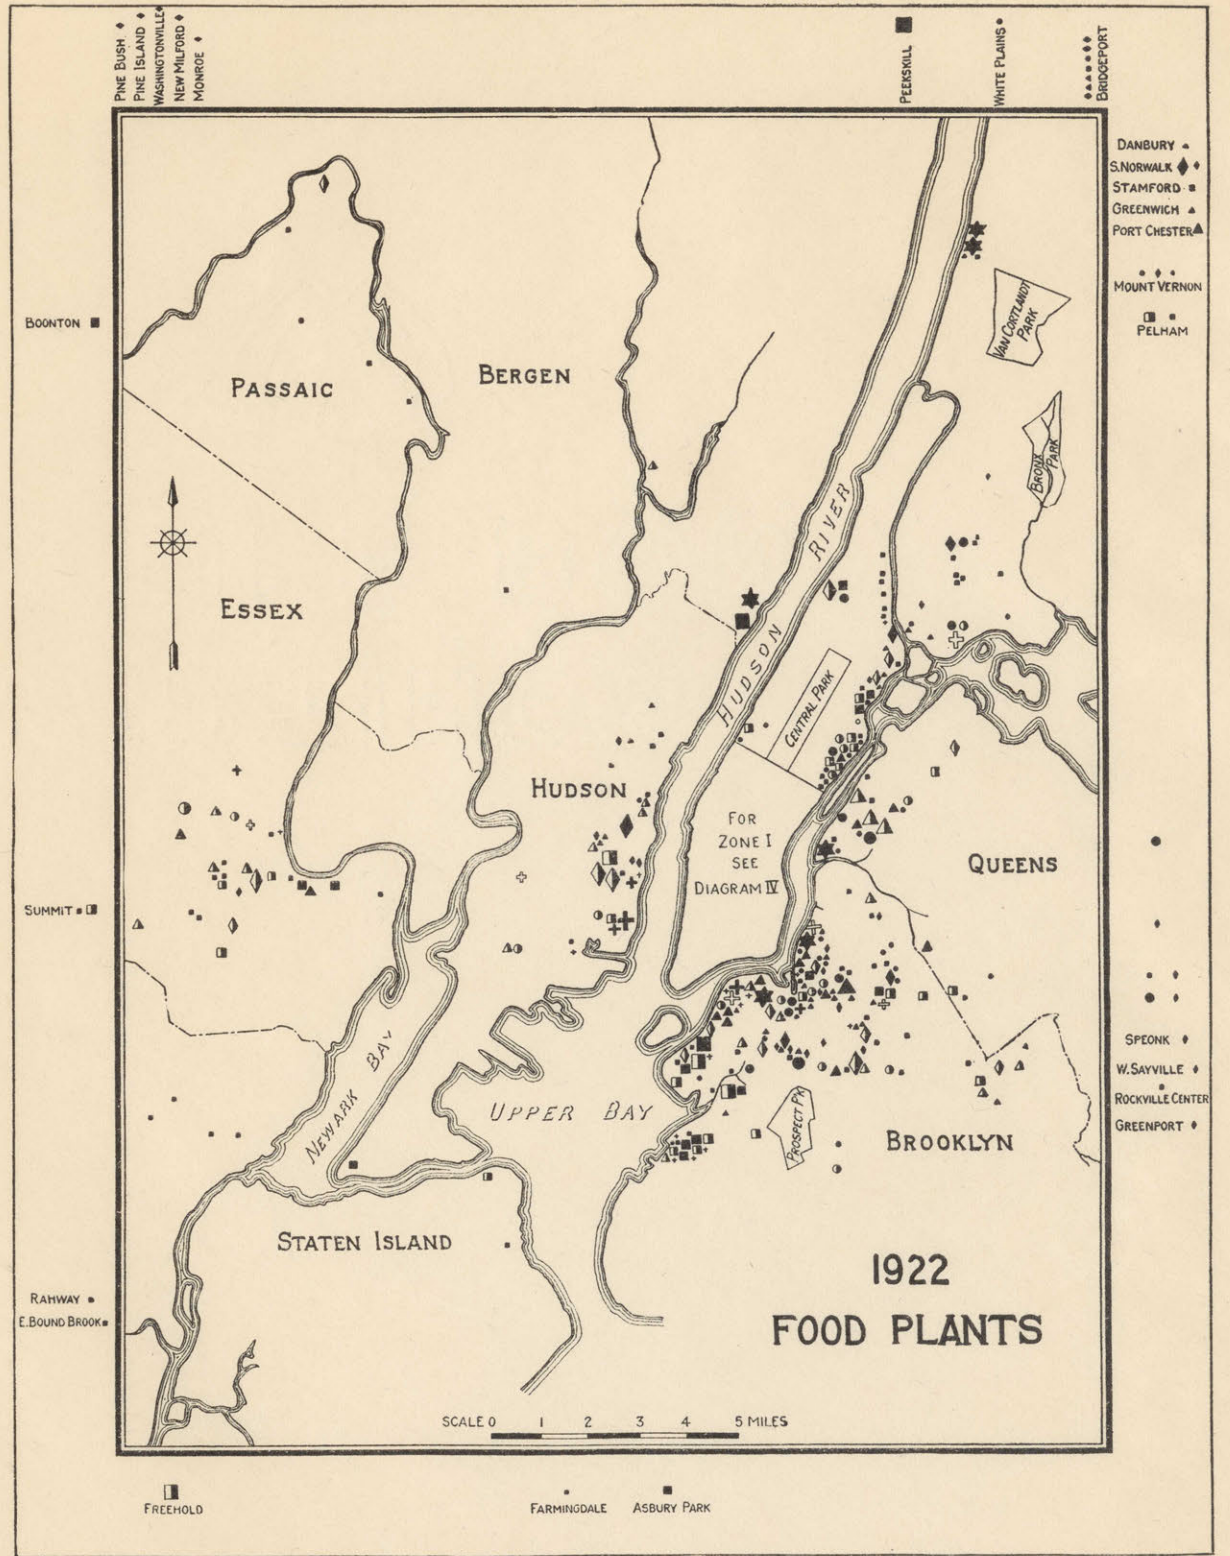 PINE BUSH
PINE ISLAND
WASHINGTONVILLE
NEW MILFORD
MONROE
PEEKSKILL
WHITE PLAINS
BRIDGEPORT
DANBURY
S. NORWALK
STAMFORD
GREENWICH
PORT CHESTER
MOUNT VERNON
PELHAM
BOONTON
PASSAIC
BERGEN
VAN CORTLANDT
PARK
BRONX
PARK
HUDSON RIVER
ESSEX
CENTRAL PARK
HUDSON
FOR
ZONE I
SEE
DIAGRAM IV
QUEENS
SUMMIT
NEWARK BAY
UPPER BAY
PROSPECT PK
BROOKLYN
SPEONK
W. SAYVILLE
ROCKVILLE CENTER
GREENPORT
STATEN ISLAND
1922
FOOD PLANTS
RAHWAY
E. BOUND BROOK
SCALE 0 1 2 3 4 5 MILES
FREEHOLD
FARMINGDALE
ASBURY PARK